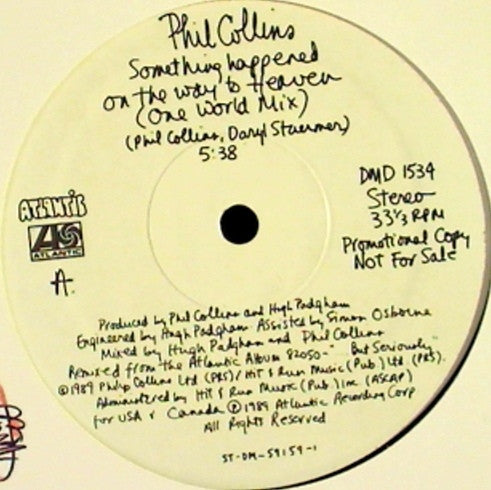 Phil Collins
Something happened
on the way to Heaven
(One World Mix)
(Phil Collins, Daryl Stuermer)
5:38
DMD 1534
Stereo
33⅓ RPM
Promotional Copy
Not For Sale
ATLANTIC
ATLANTIC
A.
Produced by Phil Collins and Hugh Padgham
Engineered by Hugh Padgham. Assisted by Simon Osborne
Mixed by Hugh Padgham and Phil Collins
Remixed from the Atlantic Album 82050-"...But Seriously"
©1989 Philip Collins Ltd (PRS)/Hit & Run Music (Pub) Ltd (PRS).
Administered by Hit & Run Music (Pub) Inc (ASCAP)
for USA & Canada ℗1989 Atlantic Recording Corp
All Rights Reserved
ST-DM-59159-1